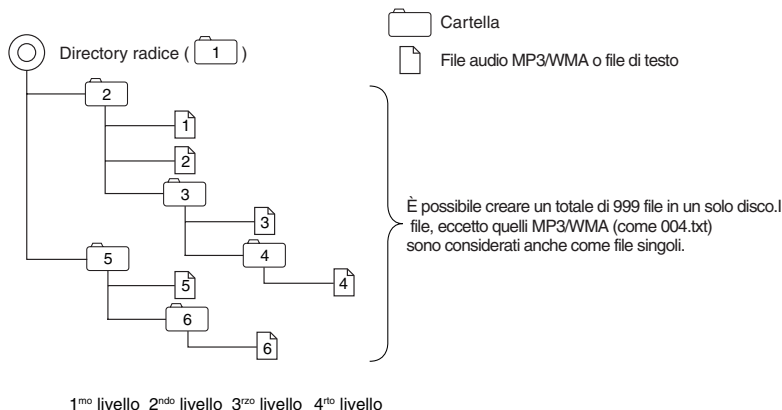 Cartella
Directory radice ( 1 )
File audio MP3/WMA o file di testo
2
1
2
3
3
4
4
5
5
6
6
È possibile creare un totale di 999 file in un solo disco.I
file, eccetto quelli MP3/WMA (come 004.txt)
sono considerati anche come file singoli.
1mo livello 2ndo livello 3rzo livello 4rto livello